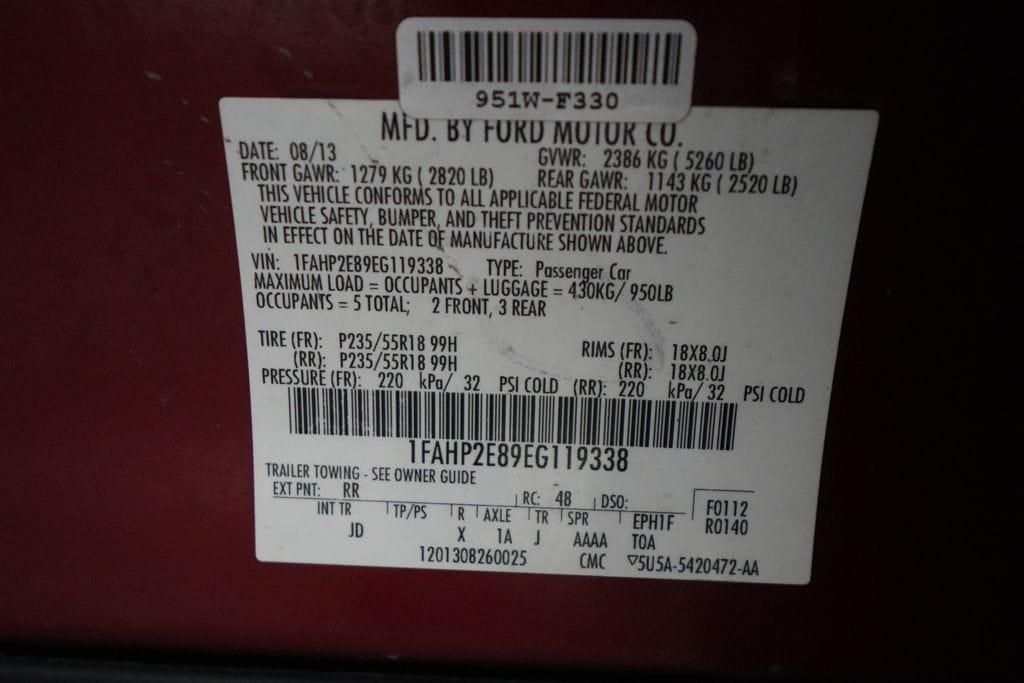 951W-F330
MFD. BY FORD MOTOR CO.
DATE: 08/13 GVWR: 2386 KG ( 5260 LB)
FRONT GAWR: 1279 KG ( 2820 LB) REAR GAWR: 1143 KG ( 2520 LB)
THIS VEHICLE CONFORMS TO ALL APPLICABLE FEDERAL MOTOR
VEHICLE SAFETY, BUMPER, AND THEFT PREVENTION STANDARDS
IN EFFECT ON THE DATE OF MANUFACTURE SHOWN ABOVE.
VIN: 1FAHP2E89EG119338 TYPE: Passenger Car
MAXIMUM LOAD = OCCUPANTS + LUGGAGE = 430KG/ 950LB
OCCUPANTS = 5 TOTAL; 2 FRONT, 3 REAR
TIRE (FR): P235/55R18 99H RIMS (FR): 18X8.0J
(RR): P235/55R18 99H (RR): 18X8.0J
PRESSURE (FR): 220 kPa/ 32 PSI COLD (RR): 220 kPa/ 32 PSI COLD
1FAHP2E89EG119338
TRAILER TOWING - SEE OWNER GUIDE
EXT PNT: RR RC: 48 DSO: F0112
INT TR TP/PS R AXLE TR SPR EPH1F R0140
JD X 1A J AAAA TOA
1201308260025 CMC ▽5U5A-5420472-AA